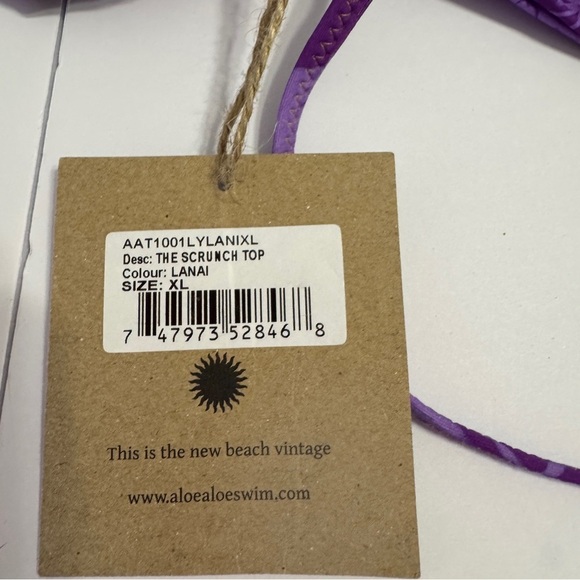 AAT1001LYLANIXL
Desc: THE SCRUNCH TOP
Colour: LANAI
SIZE: XL
7 47973 52846 8
This is the new beach vintage
www.aloealoeswim.com